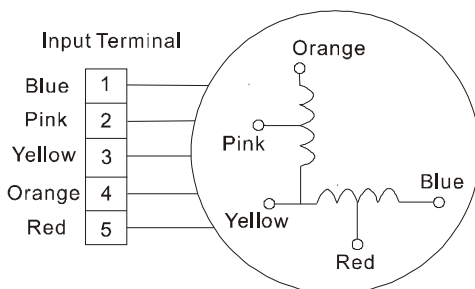 Input Terminal
Blue 1
Pink 2
Yellow 3
Orange 4
Red 5
Orange
Pink
Yellow
Blue
Red